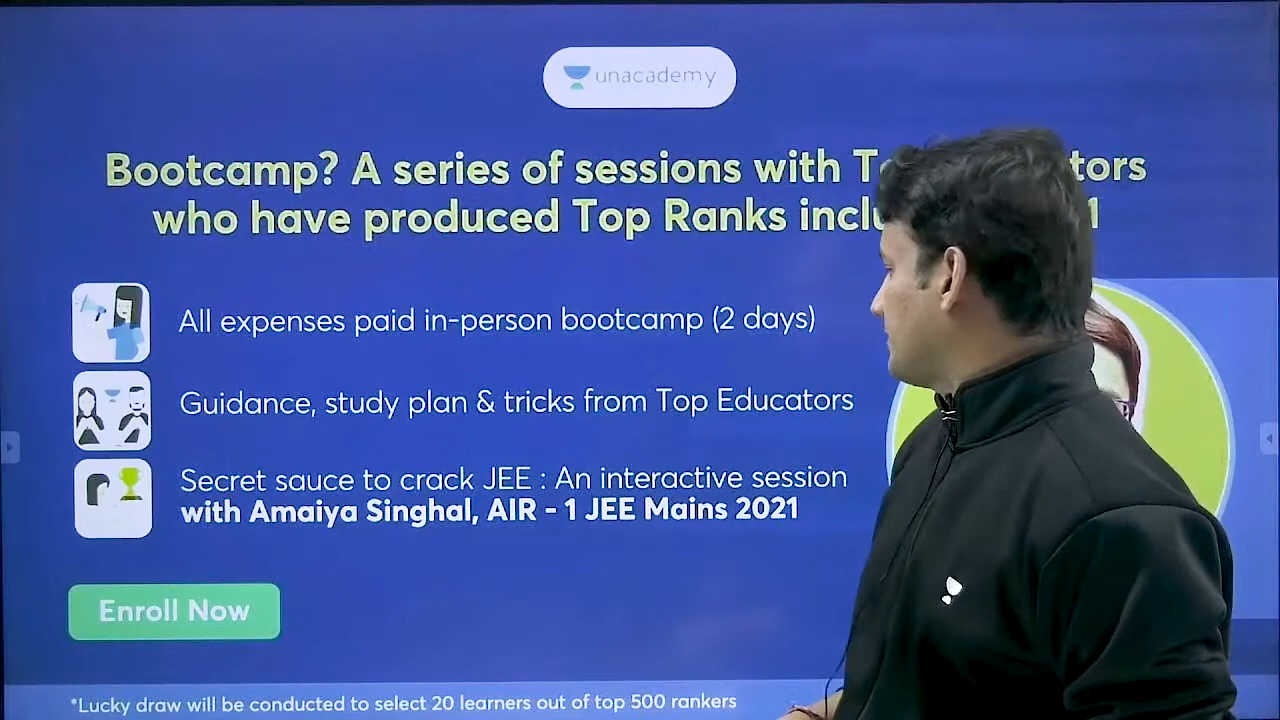 unacademy
Bootcamp? A series of sessions with
who have produced Top Ranks
All expenses paid in-person bootcamp (2 days)
Guidance, study plan & tricks from Top Educators
Secret sauce to crack JEE : An interactive session
with Amaiya Singhal, AIR - 1 JEE Mains 2021
Enroll Now
*Lucky draw will be conducted to select 20 learners out of top 500 rankers